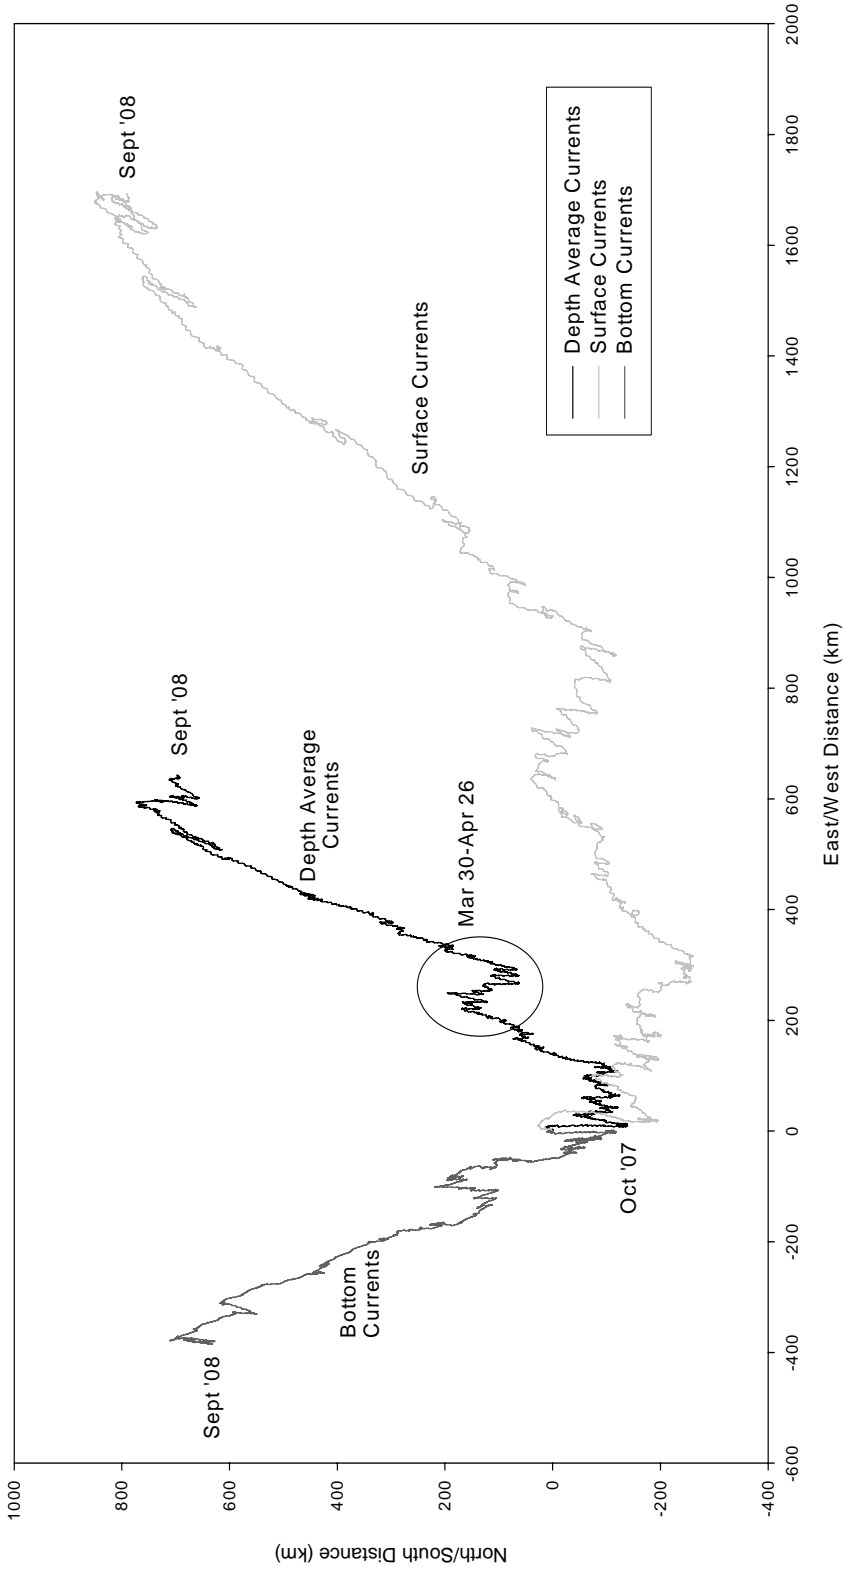 1000
800
600
400
200
0
-200
-400
North/South Distance (km)
-600
-400
-200
0
200
400
600
800
1000
1200
1400
1600
1800
2000
East/West Distance (km)
Sept '08
Bottom
Currents
Oct '07
Mar 30-Apr 26
Depth Average
Currents
Sept '08
Surface Currents
Sept '08
Depth Average Currents
Surface Currents
Bottom Currents